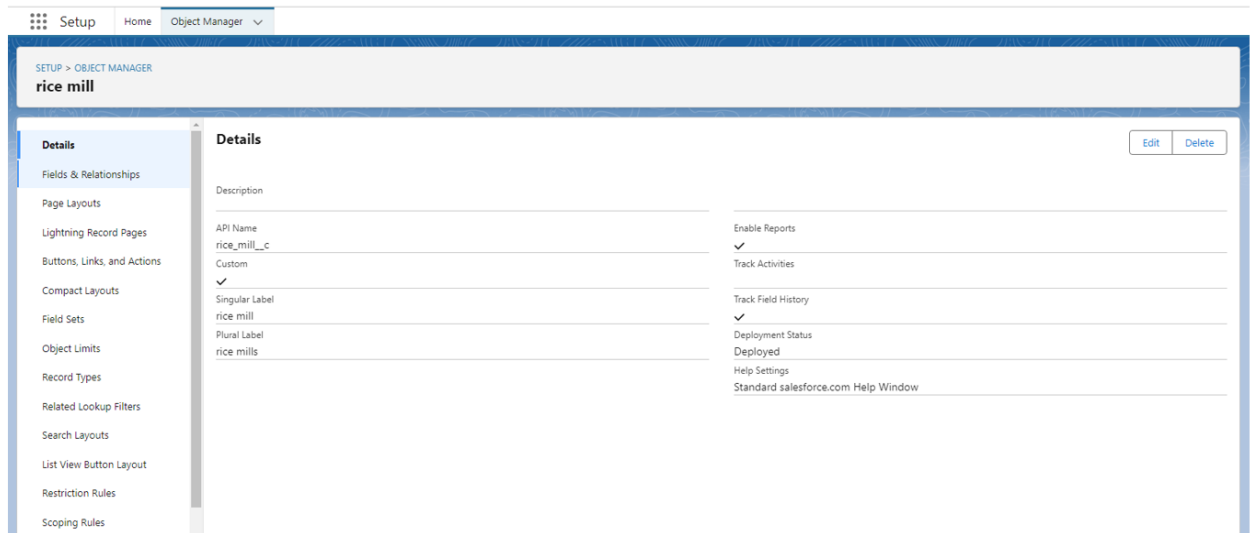 Setup Home Object Manager
SETUP > OBJECT MANAGER
rice mill
Details
Fields & Relationships
Page Layouts
Lightning Record Pages
Buttons, Links, and Actions
Compact Layouts
Field Sets
Object Limits
Record Types
Related Lookup Filters
Search Layouts
List View Button Layout
Restriction Rules
Scoping Rules
Details
Edit Delete
Description
API Name
rice_mill__c
Custom
Singular Label
rice mill
Plural Label
rice mills
Enable Reports
Track Activities
Track Field History
Deployment Status
Deployed
Help Settings
Standard salesforce.com Help Window